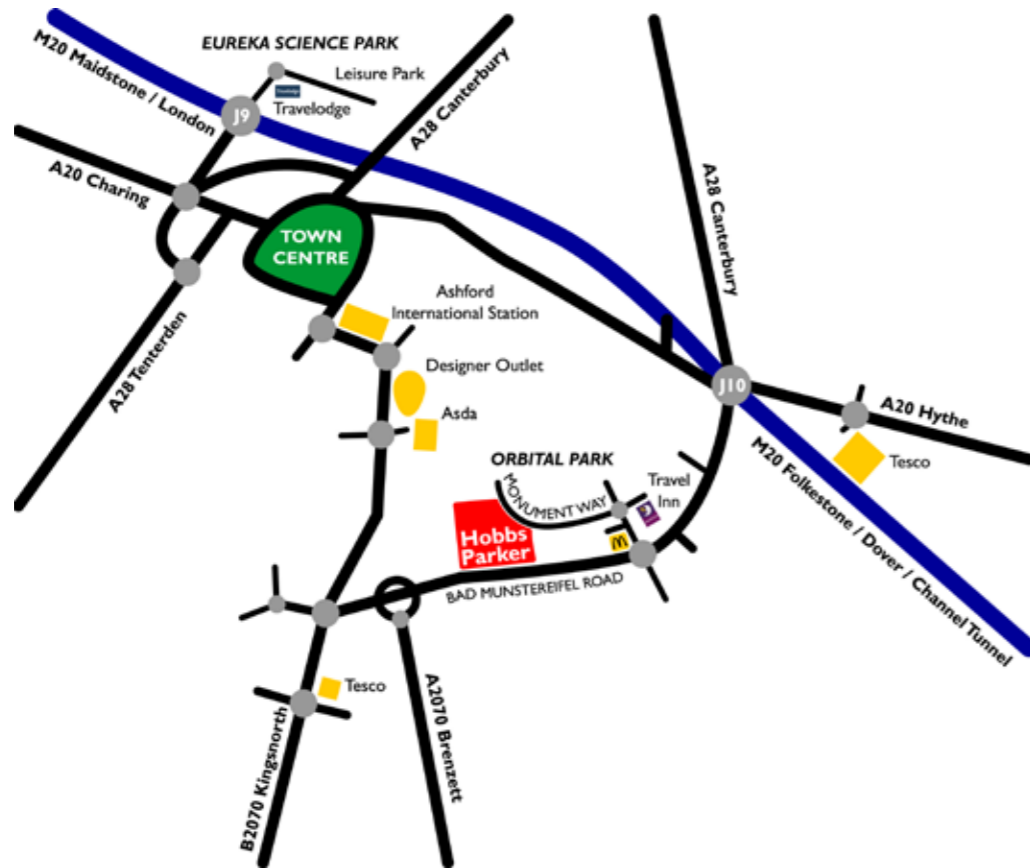 EUREKA SCIENCE PARK
M20 Maidstone / London
Leisure Park
J9
Travelodge
A28 Canterbury
A20 Charing
A28 Canterbury
TOWN
CENTRE
Ashford
International Station
A28 Tenterden
Designer Outlet
J10
A20 Hythe
Asda
ORBITAL PARK
Tesco
Travel
Inn
MONUMENT WAY
M20 Folkestone / Dover / Channel Tunnel
Hobbs
Parker
BAD MUNSTEREIFEL ROAD
Tesco
A2070 Brenzett
B2070 Kingsnorth